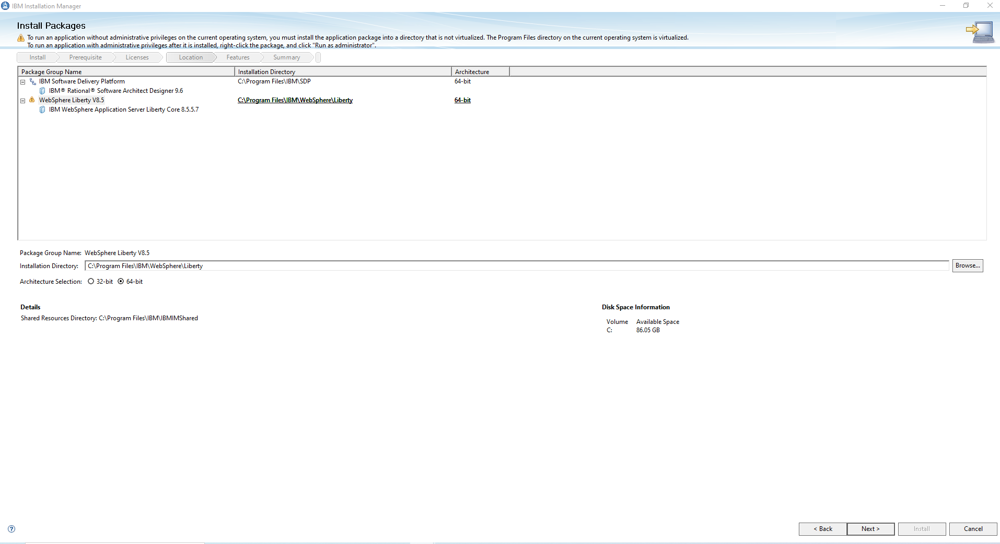 IBM Installation Manager
Install Packages
To run an application without administrative privileges on the current operating system, you must install the application package into a directory that is not virtualized. The Program Files directory on the current operating system is virtualized.
To run an application with administrative privileges after it is installed, right-click the package, and click "Run as administrator".
Install Prerequisite Licenses Location Features Summary
Package Group Name Installation Directory Architecture
IBM Software Delivery Platform C:\Program Files\IBM\SDP 64-bit
IBM® Rational® Software Architect Designer 9.6
WebSphere Liberty V8.5 C:\Program Files\IBM\WebSphere\Liberty 64-bit
IBM WebSphere Application Server Liberty Core 8.5.5.7
Package Group Name: WebSphere Liberty V8.5
Installation Directory: C:\Program Files\IBM\WebSphere\Liberty Browse...
Architecture Selection: 32-bit 64-bit
Details Disk Space Information
Shared Resources Directory: C:\Program Files\IBM\IBMIMShared
Volume Available Space
C: 86.05 GB
? < Back Next > Install Cancel